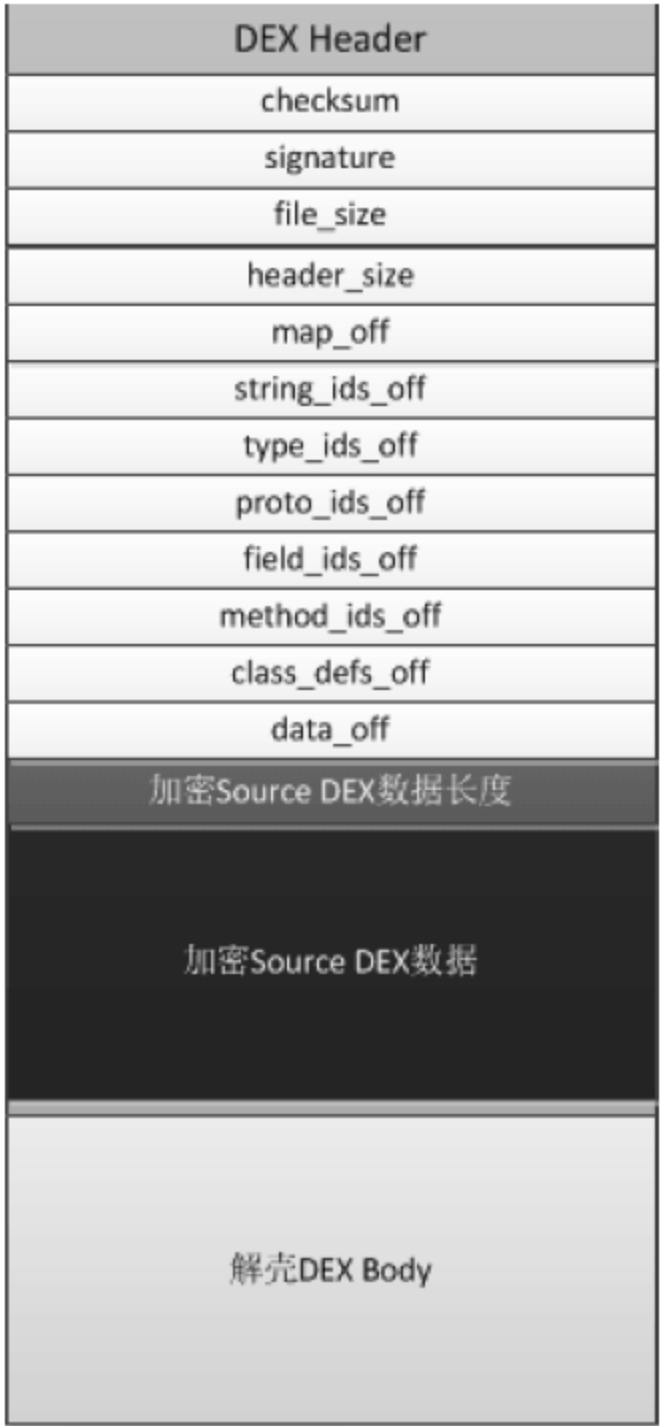 DEX Header
checksum
signature
file_size
header_size
map_off
string_ids_off
type_ids_off
proto_ids_off
field_ids_off
method_ids_off
class_defs_off
data_off
加密Source DEX数据长度
加密Source DEX数据
解壳DEX Body